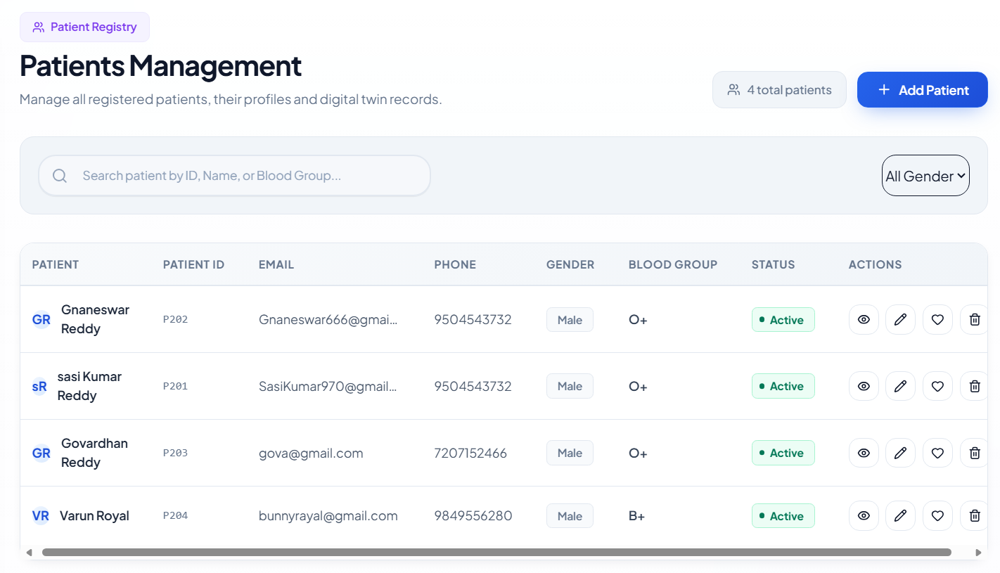 Patient Registry
Patients Management
Manage all registered patients, their profiles and digital twin records.
4 total patients
Add Patient
Search patient by ID, Name, or Blood Group...
All Gender
PATIENT PATIENT ID EMAIL PHONE GENDER BLOOD GROUP STATUS ACTIONS
GR Gnaneswar Reddy P202 Gnaneswar666@gmai... 9504543732 Male O+ Active
sR sasi Kumar Reddy P201 SasiKumar970@gmail... 9504543732 Male O+ Active
GR Govardhan Reddy P203 gova@gmail.com 7207152466 Male O+ Active
VR Varun Royal P204 bunnyrayal@gmail.com 9849556280 Male B+ Active